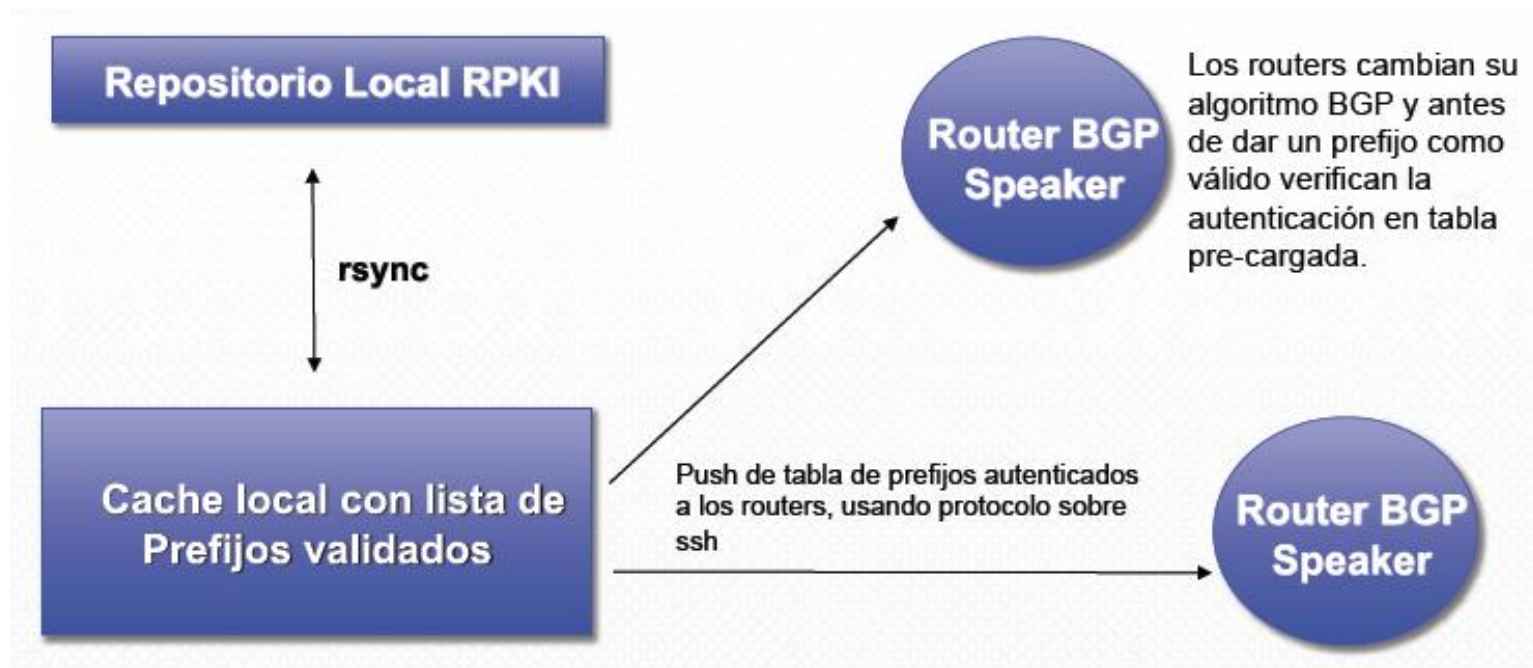 Repositorio Local RPKI
Router BGP
Speaker
Los routers cambian su
algoritmo BGP y antes
de dar un prefijo como
válido verifican la
autenticación en tabla
pre-cargada.
rsync
Cache local con lista de
Prefijos validados
Push de tabla de prefijos autenticados
a los routers, usando protocolo sobre
ssh
Router BGP
Speaker